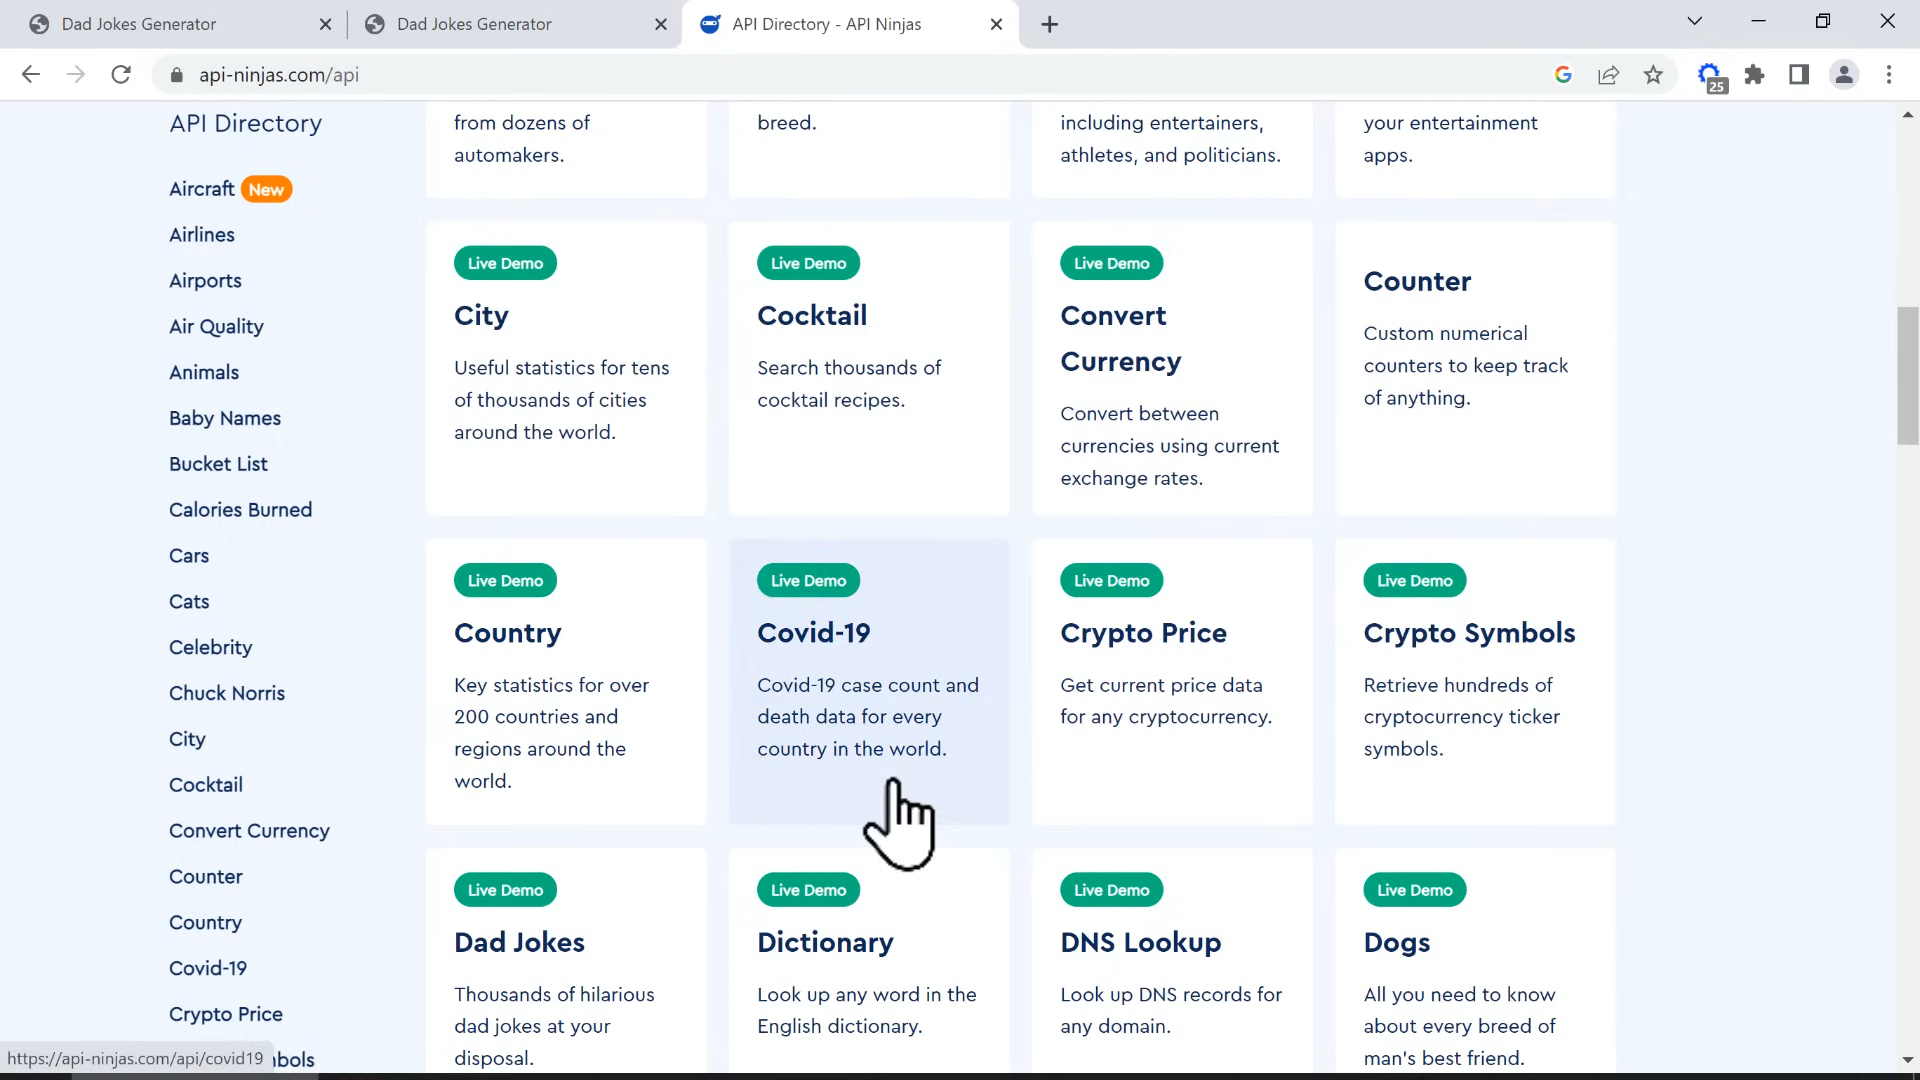 Dad Jokes Generator
Dad Jokes Generator
API Directory - API Ninjas
api-ninjas.com/api
25
API Directory
Aircraft New
Airlines
Airports
Air Quality
Animals
Baby Names
Bucket List
Calories Burned
Cars
Cats
Celebrity
Chuck Norris
City
Cocktail
Convert Currency
Counter
Country
Covid-19
Crypto Price
bols
from dozens of
automakers.
breed.
including entertainers,
athletes, and politicians.
your entertainment
apps.
Live Demo
City
Useful statistics for tens
of thousands of cities
around the world.
Live Demo
Cocktail
Search thousands of
cocktail recipes.
Live Demo
Convert
Currency
Convert between
currencies using current
exchange rates.
Counter
Custom numerical
counters to keep track
of anything.
Live Demo
Country
Key statistics for over
200 countries and
regions around the
world.
Live Demo
Covid-19
Covid-19 case count and
death data for every
country in the world.
Live Demo
Crypto Price
Get current price data
for any cryptocurrency.
Live Demo
Crypto Symbols
Retrieve hundreds of
cryptocurrency ticker
symbols.
Live Demo
Dad Jokes
Thousands of hilarious
dad jokes at your
disposal.
Live Demo
Dictionary
Look up any word in the
English dictionary.
Live Demo
DNS Lookup
Look up DNS records for
any domain.
Live Demo
Dogs
All you need to know
about every breed of
man's best friend.
https://api-ninjas.com/api/covid19